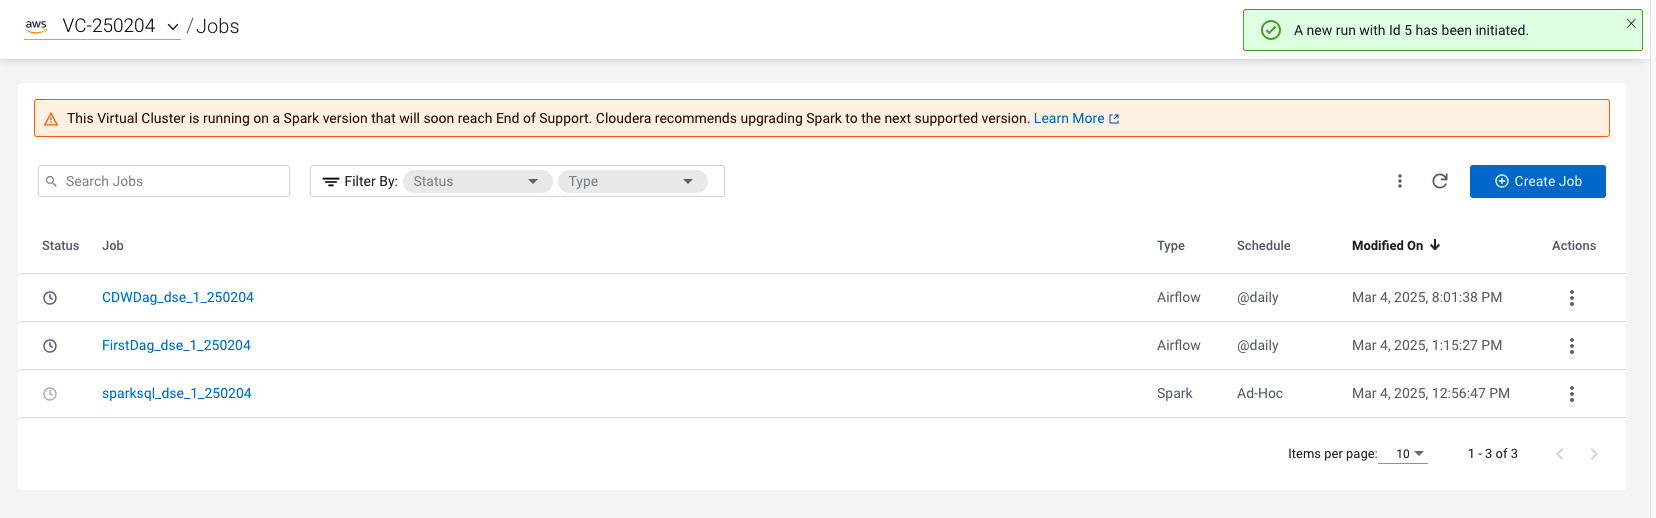 aws VC-250204 / Jobs
A new run with Id 5 has been initiated.
This Virtual Cluster is running on a Spark version that will soon reach End of Support. Cloudera recommends upgrading Spark to the next supported version. Learn More
Search Jobs
Filter By: Status Type
Create Job
Status Job Type Schedule Modified On Actions
CDWDag_dse_1_250204 Airflow @daily Mar 4, 2025, 8:01:38 PM
FirstDag_dse_1_250204 Airflow @daily Mar 4, 2025, 1:15:27 PM
sparksql_dse_1_250204 Spark Ad-Hoc Mar 4, 2025, 12:56:47 PM
Items per page: 10 1 - 3 of 3